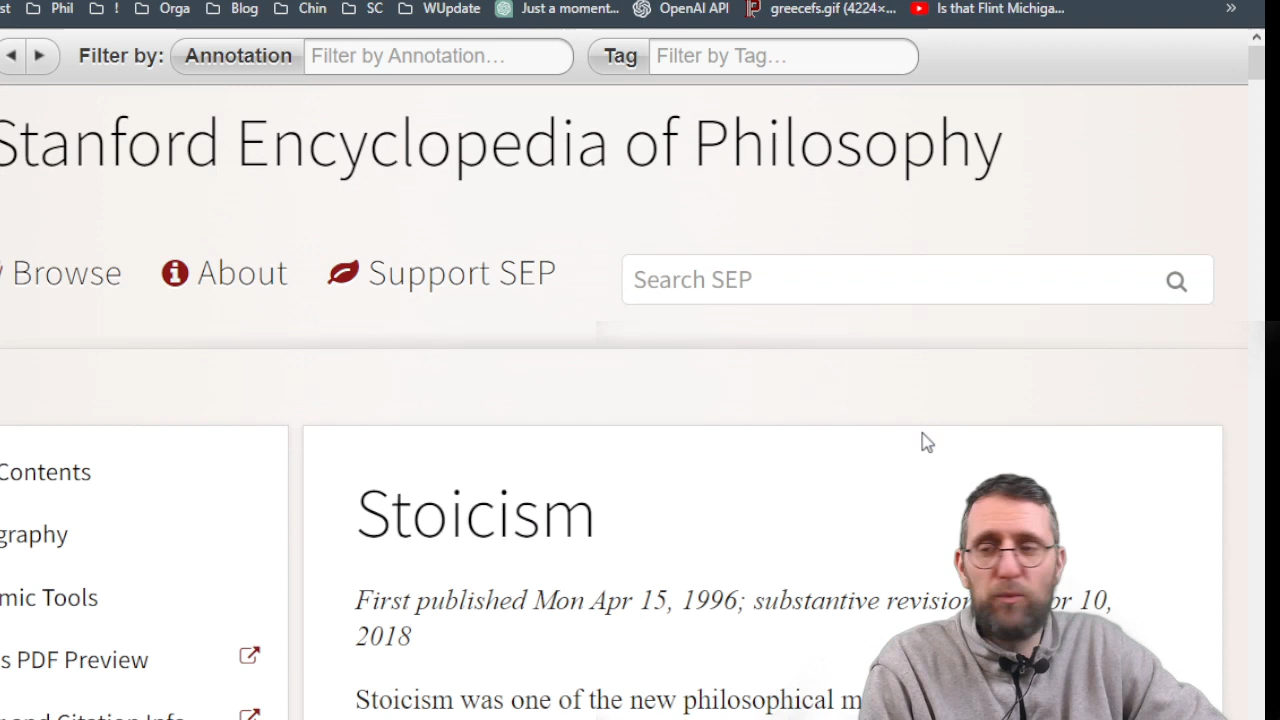 st Phil ! Orga Blog Chin SC WUpdate Just a moment... OpenAI API greecefs.gif (4224×... Is that Flint Michiga... »
Filter by: Annotation Filter by Annotation… Tag Filter by Tag…
Stanford Encyclopedia of Philosophy
Browse About Support SEP Search SEP
Contents
graphy
mic Tools
s PDF Preview
Stoicism
First published Mon Apr 15, 1996; substantive revision pr 10,
2018
Stoicism was one of the new philosophical m